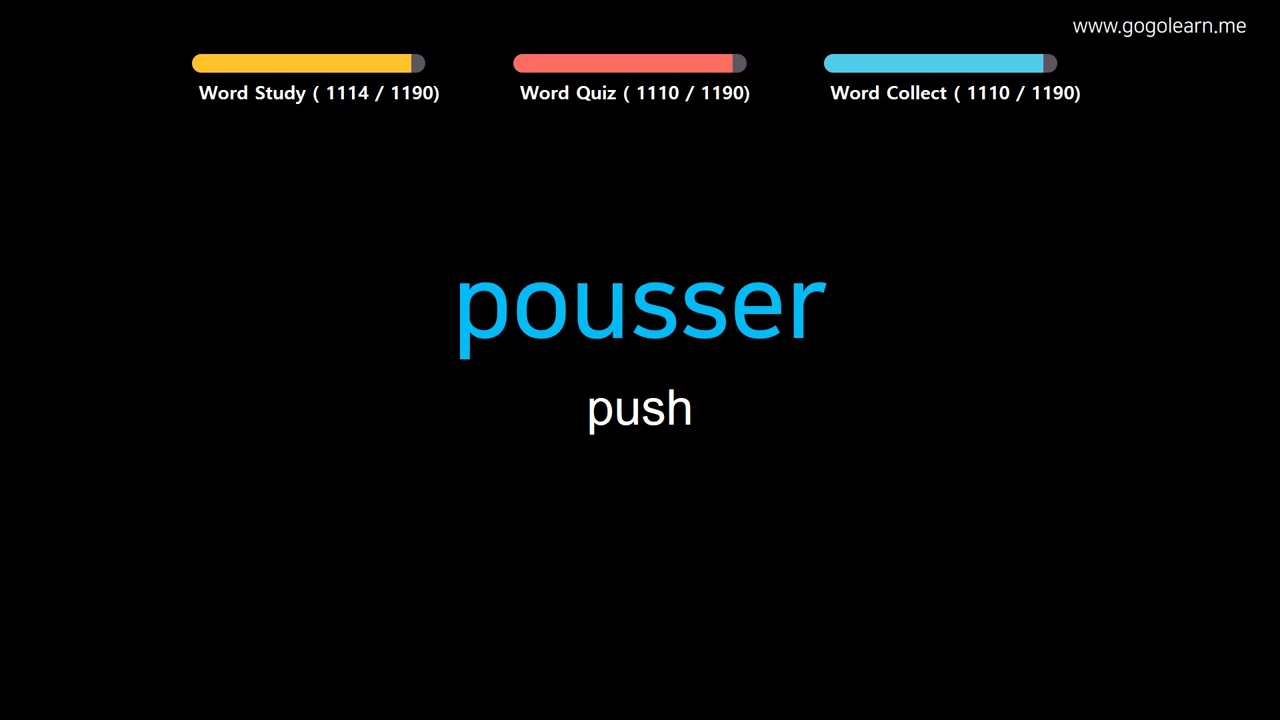 www.gogolearn.me
Word Study ( 1114 / 1190)
Word Quiz ( 1110 / 1190)
Word Collect ( 1110 / 1190)
pousser
push